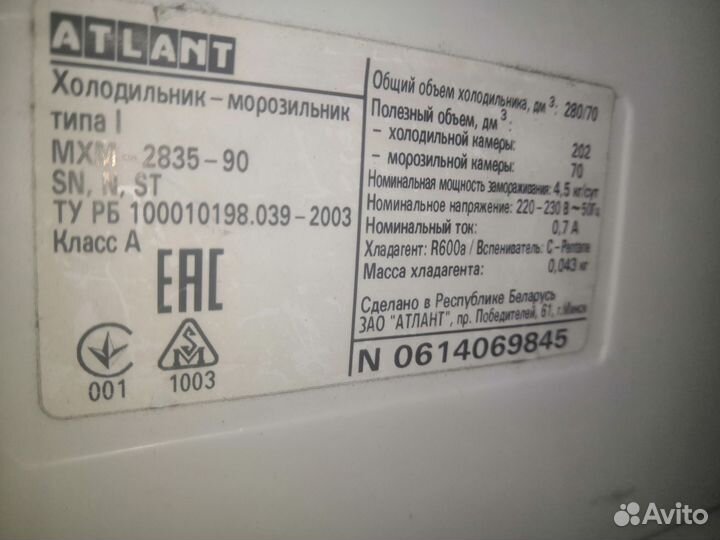 ATLANT
Холодильник – морозильник
типа I
МХМ – 2835 – 90
SN, N, ST
ТУ РБ 100010198.039 – 2003
Класс А
EAC
001
1003
Общий объем холодильника, дм³: 280/70
Полезный объем, дм³:
– холодильной камеры: 202
– морозильной камеры: 70
Номинальная мощность замораживания: 4,5 кг/сут
Номинальное напряжение: 220 – 230 В ~ 50Гц
Номинальный ток: 0,7 А
Хладагент: R600a / Вспениватель: C – Pentane
Масса хладагента: 0,043 кг
Сделано в Республике Беларусь
ЗАО "АТЛАНТ", пр. Победителей, 61, г.Минск
N 0614069845
Avito